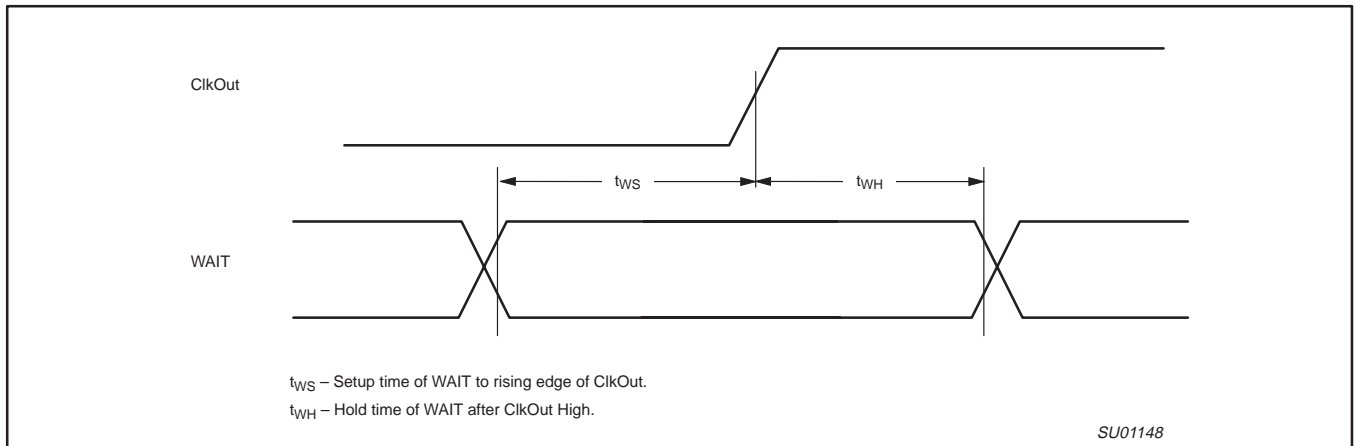 ClkOut
tWS
tWH
WAIT
tWS – Setup time of WAIT to rising edge of ClkOut.
tWH – Hold time of WAIT after ClkOut High.
SU01148